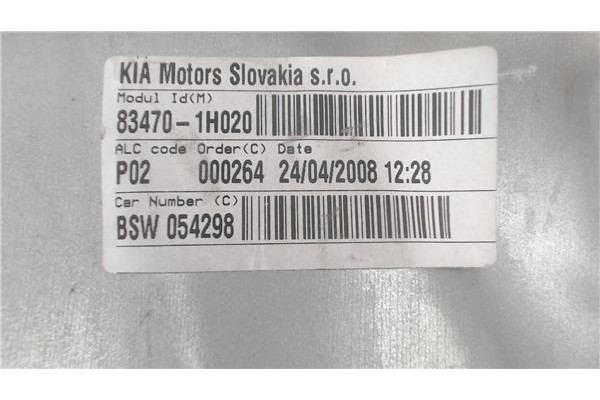 KIA Motors Slovakia s.r.o.
Modul Id(M)
83470-1H020
ALC code Order(C) Date
P02 000264 24/04/2008 12:28
Car Number (C)
BSW 054298